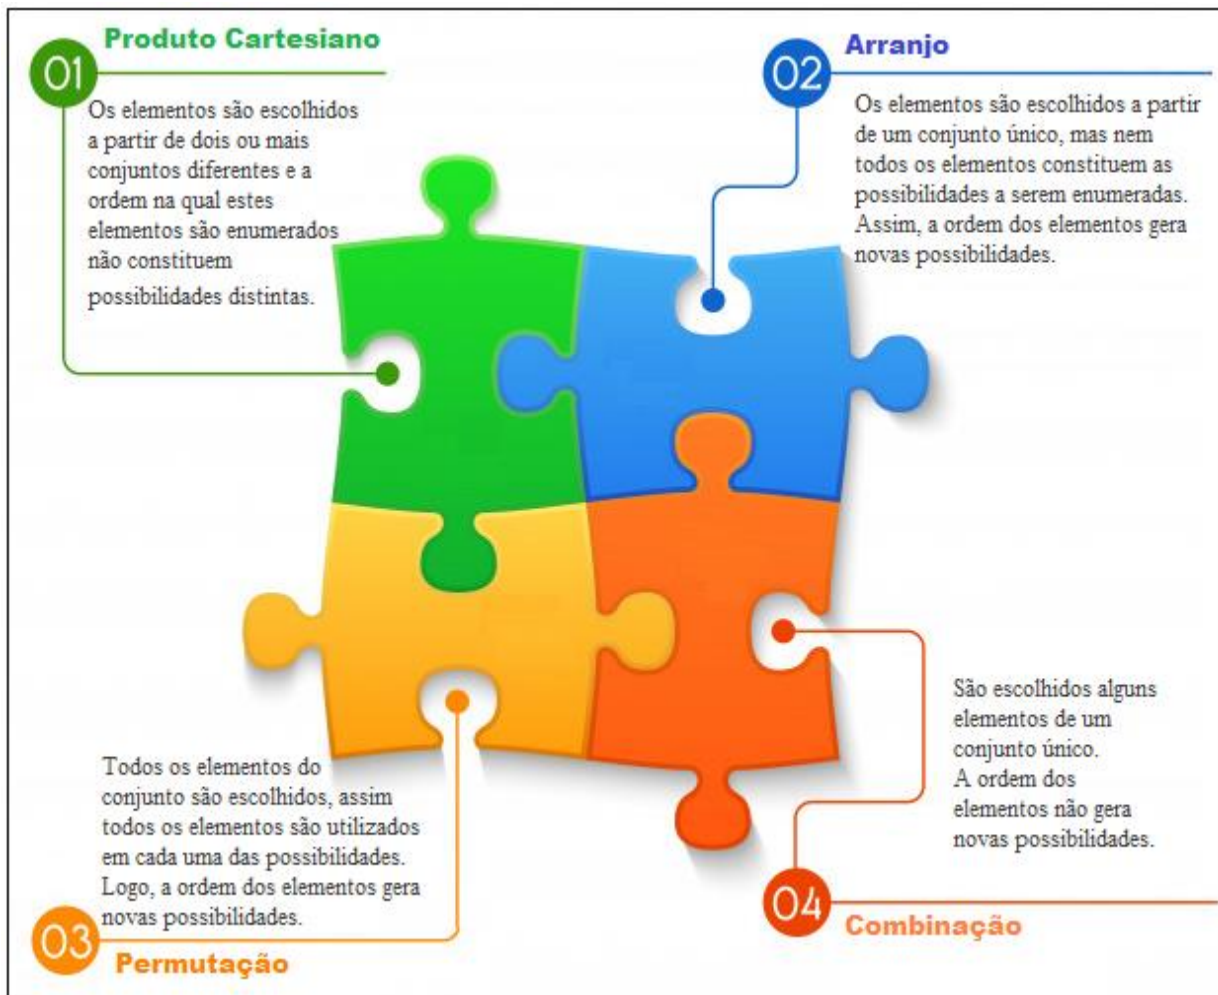 01
Produto Cartesiano
Os elementos são escolhidos
a partir de dois ou mais
conjuntos diferentes e a
ordem na qual estes
elementos são enumerados
não constituem
possibilidades distintas.
02
Arranjo
Os elementos são escolhidos a partir
de um conjunto único, mas nem
todos os elementos constituem as
possibilidades a serem enumeradas.
Assim, a ordem dos elementos gera
novas possibilidades.
Todos os elementos do
conjunto são escolhidos, assim
todos os elementos são utilizados
em cada uma das possibilidades.
Logo, a ordem dos elementos gera
novas possibilidades.
03
Permutação
São escolhidos alguns
elementos de um
conjunto único.
A ordem dos
elementos não gera
novas possibilidades.
04
Combinação